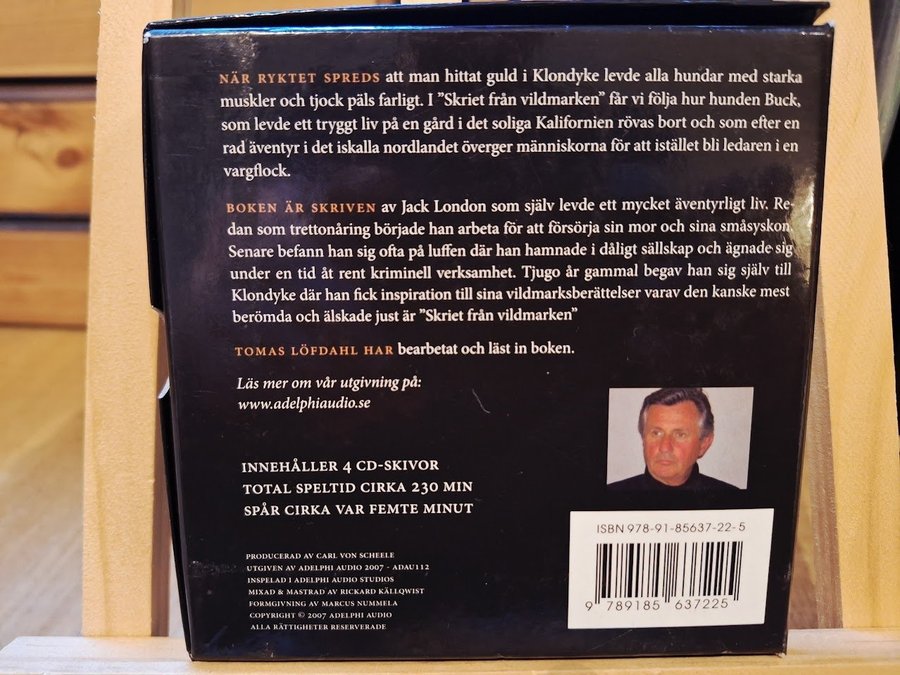 NÄR RYKTET SPREDS att man hittat guld i Klondyke levde alla hundar med starka
muskler och tjock päls farligt. I ”Skriet från vildmarken” får vi följa hur hunden Buck,
som levde ett tryggt liv på en gård i det soliga Kalifornien rövas bort och som efter en
rad äventyr i det iskalla nordlandet överger människorna för att istället bli ledaren i en
vargflock.
BOKEN ÄR SKRIVEN av Jack London som själv levde ett mycket äventyrligt liv. Re-
dan som trettonåring började han arbeta för att försörja sin mor och sina småsyskon.
Senare befann han sig ofta på luffen där han hamnade i dåligt sällskap och ägnade sig
under en tid åt rent kriminell verksamhet. Tjugo år gammal begav han sig själv till
Klondyke där han fick inspiration till sina vildmarksberättelser varav den kanske mest
berömda och älskade just är ”Skriet från vildmarken”
TOMAS LÖFDAHL HAR bearbetat och läst in boken.
Läs mer om vår utgivning på:
www.adelphiaudio.se
INNEHÅLLER 4 CD-SKIVOR
TOTAL SPELTID CIRKA 230 MIN
SPÅR CIRKA VAR FEMTE MINUT
PRODUCERAD AV CARL VON SCHEELE
UTGIVEN AV ADELPHI AUDIO 2007 - ADAU112
INSPELAD I ADELPHI AUDIO STUDIOS
MIXAD & MASTRAD AV RICKARD KÄLLQWIST
FORMGIVNING AV MARCUS NUMMELA
COPYRIGHT © 2007 ADELPHI AUDIO
ALLA RÄTTIGHETER RESERVERADE
ISBN 978-91-85637-22-5
9 789185 637225